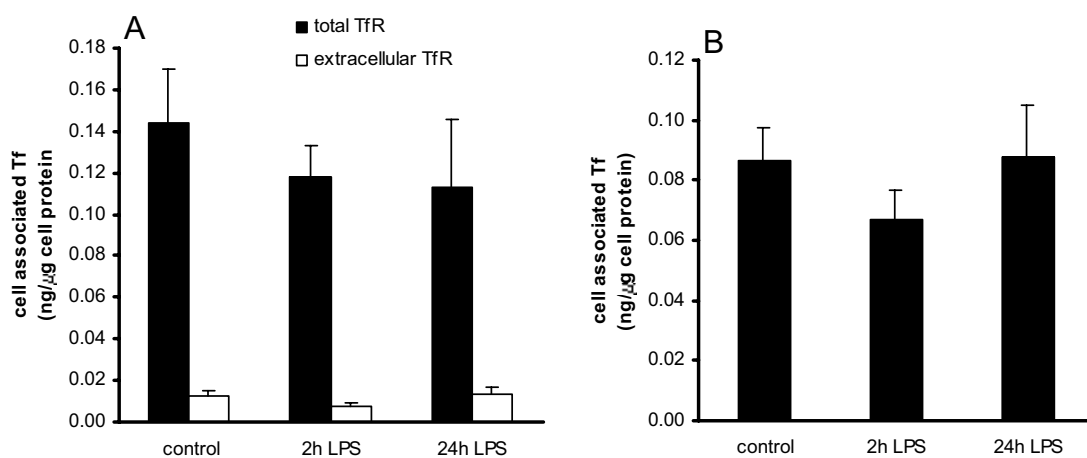 A
total TfR
extracellular TfR
cell associated Tf
(ng/µg cell protein)
0.18
0.16
0.14
0.12
0.10
0.08
0.06
0.04
0.02
0.00
control
2h LPS
24h LPS
B
cell associated Tf
(ng/µg cell protein)
0.12
0.10
0.08
0.06
0.04
0.02
0.00
control
2h LPS
24h LPS